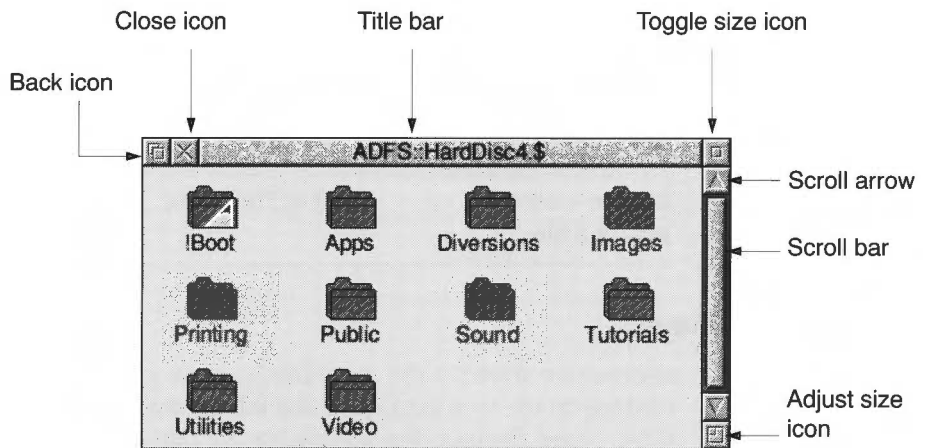 Close icon Title bar Toggle size icon
Back icon
ADFS::HardDisc4.$
Scroll arrow
!Boot Apps Diversions Images
Scroll bar
Printing Public Sound Tutorials
Utilities Video
Adjust size
icon